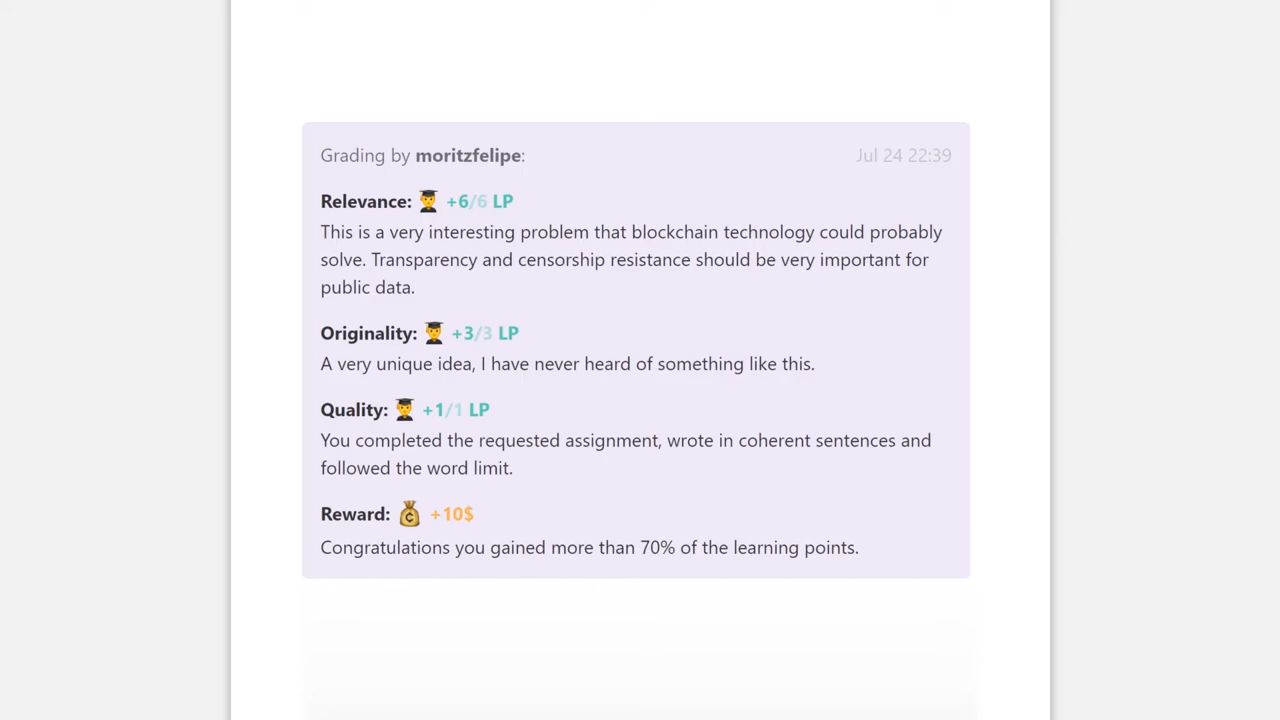 Grading by moritzfelipe: Jul 24 22:39
Relevance: +6/6 LP
This is a very interesting problem that blockchain technology could probably
solve. Transparency and censorship resistance should be very important for
public data.
Originality: +3/3 LP
A very unique idea, I have never heard of something like this.
Quality: +1/1 LP
You completed the requested assignment, wrote in coherent sentences and
followed the word limit.
Reward: +10$
Congratulations you gained more than 70% of the learning points.